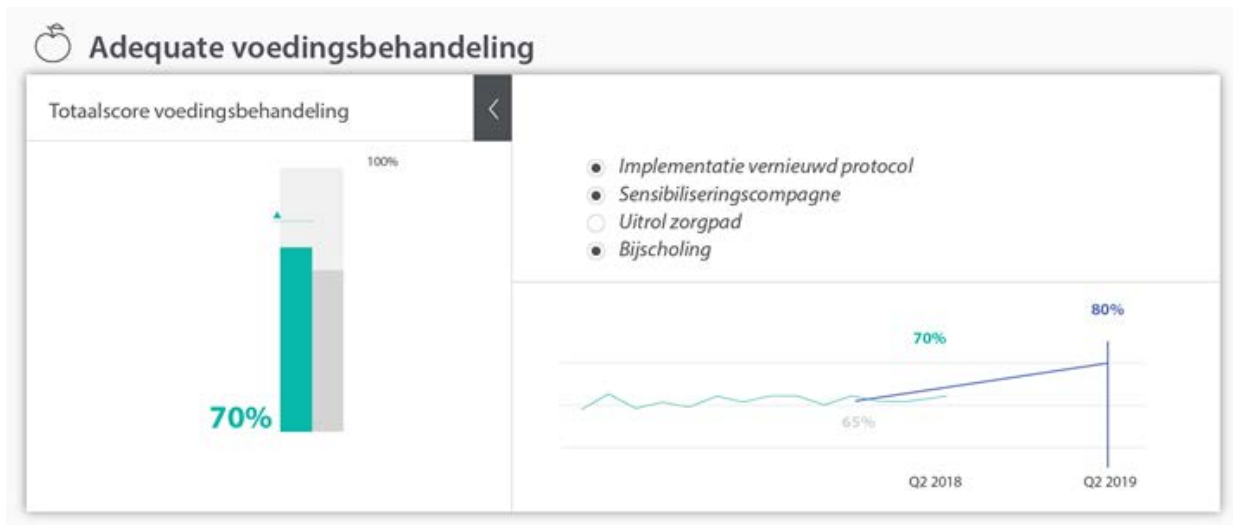 Adequate voedingsbehandeling
Totaalscore voedingsbehandeling
100%
70%
Implementatie vernieuwd protocol
Sensibiliseringscompagne
Uitrol zorgpad
Bijscholing
80%
70%
65%
Q2 2018
Q2 2019